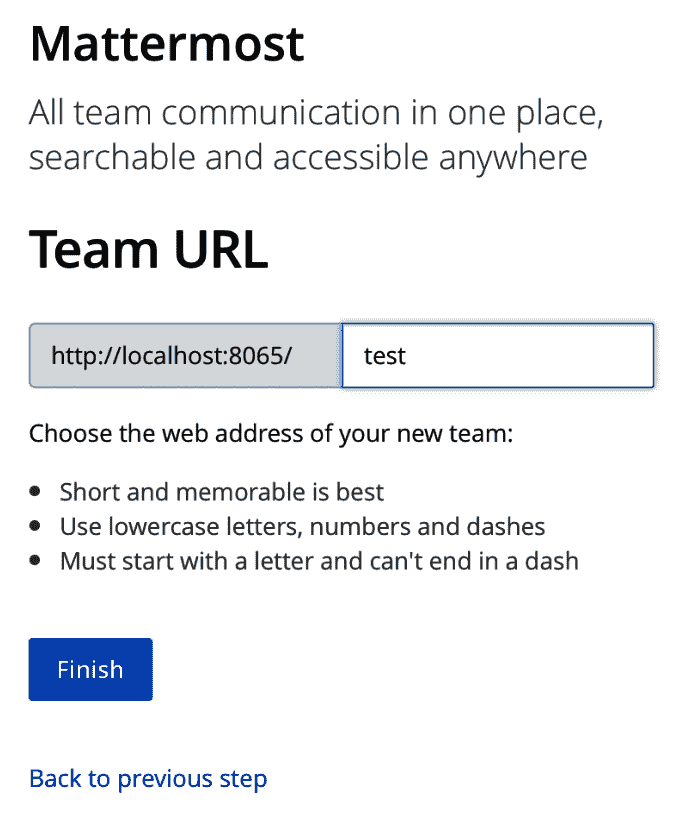 Mattermost
All team communication in one place,
searchable and accessible anywhere
Team URL
http://localhost:8065/ test
Choose the web address of your new team:
Short and memorable is best
Use lowercase letters, numbers and dashes
Must start with a letter and can't end in a dash
Finish
Back to previous step